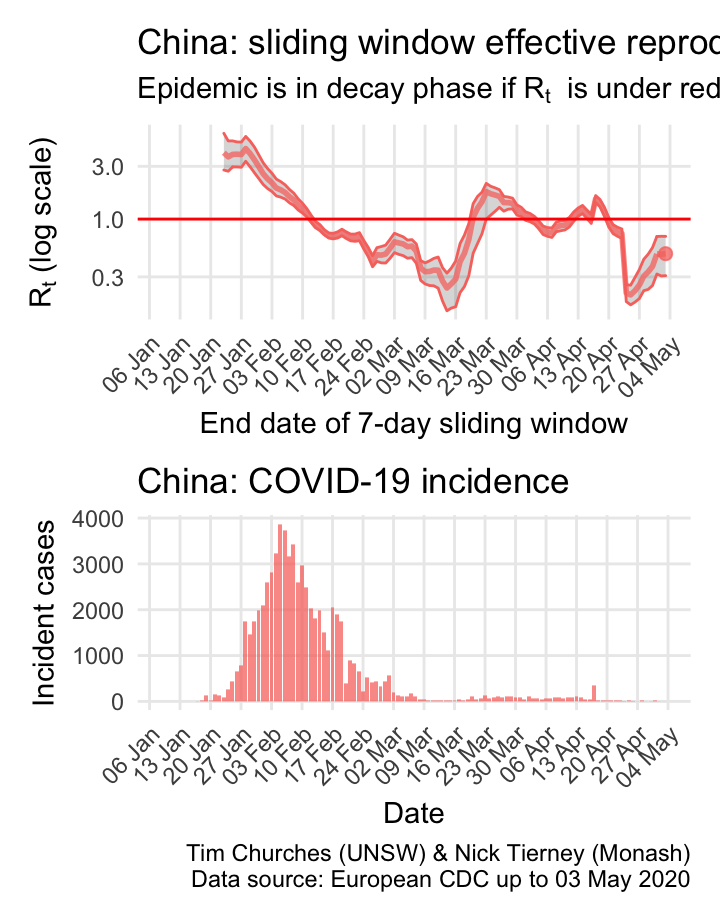 China: sliding window effective reprod
Epidemic is in decay phase if Rt is under red
Rt (log scale)
3.0
1.0
0.3
06 Jan
13 Jan
20 Jan
27 Jan
03 Feb
10 Feb
17 Feb
24 Feb
02 Mar
09 Mar
16 Mar
23 Mar
30 Mar
06 Apr
13 Apr
20 Apr
27 Apr
04 May
End date of 7-day sliding window
China: COVID-19 incidence
Incident cases
4000
3000
2000
1000
0
06 Jan
13 Jan
20 Jan
27 Jan
03 Feb
10 Feb
17 Feb
24 Feb
02 Mar
09 Mar
16 Mar
23 Mar
30 Mar
06 Apr
13 Apr
20 Apr
27 Apr
04 May
Date
Tim Churches (UNSW) & Nick Tierney (Monash)
Data source: European CDC up to 03 May 2020